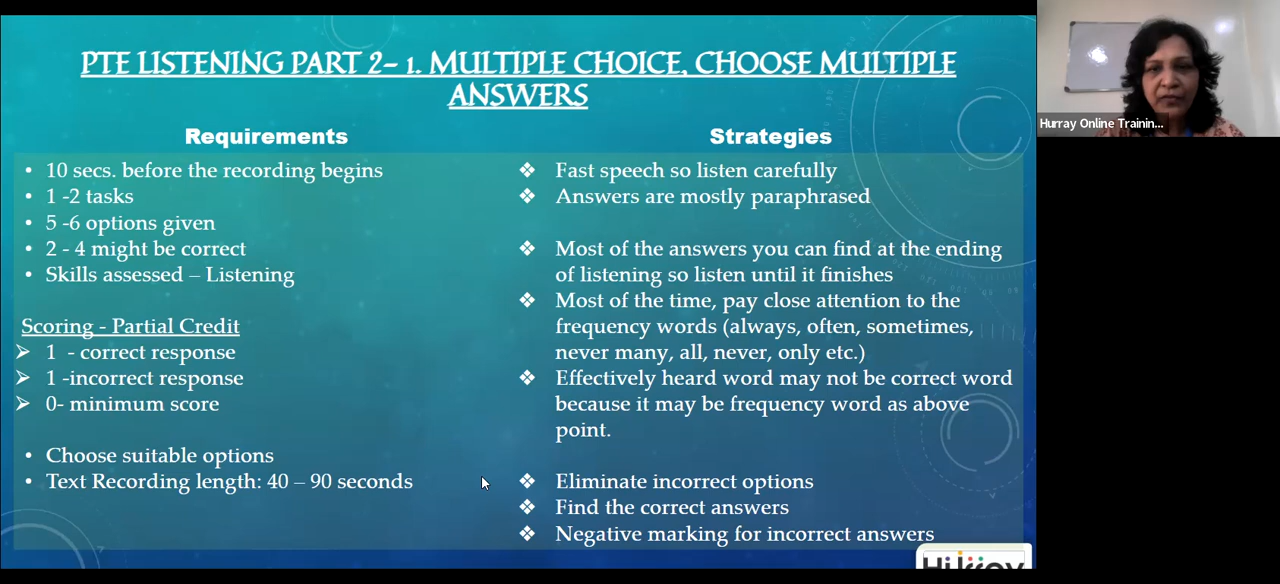 PTE LISTENING PART 2- 1. MULTIPLE CHOICE, CHOOSE MULTIPLE
ANSWERS
Requirements
• 10 secs. before the recording begins
• 1 -2 tasks
• 5 -6 options given
• 2 - 4 might be correct
• Skills assessed – Listening
Scoring - Partial Credit
➢ 1 - correct response
➢ 1 -incorrect response
➢ 0- minimum score
• Choose suitable options
• Text Recording length: 40 – 90 seconds
Strategies
❖ Fast speech so listen carefully
❖ Answers are mostly paraphrased
❖ Most of the answers you can find at the ending
of listening so listen until it finishes
❖ Most of the time, pay close attention to the
frequency words (always, often, sometimes,
never many, all, never, only etc.)
❖ Effectively heard word may not be correct word
because it may be frequency word as above
point.
❖ Eliminate incorrect options
❖ Find the correct answers
❖ Negative marking for incorrect answers
Hurray Online Trainin...